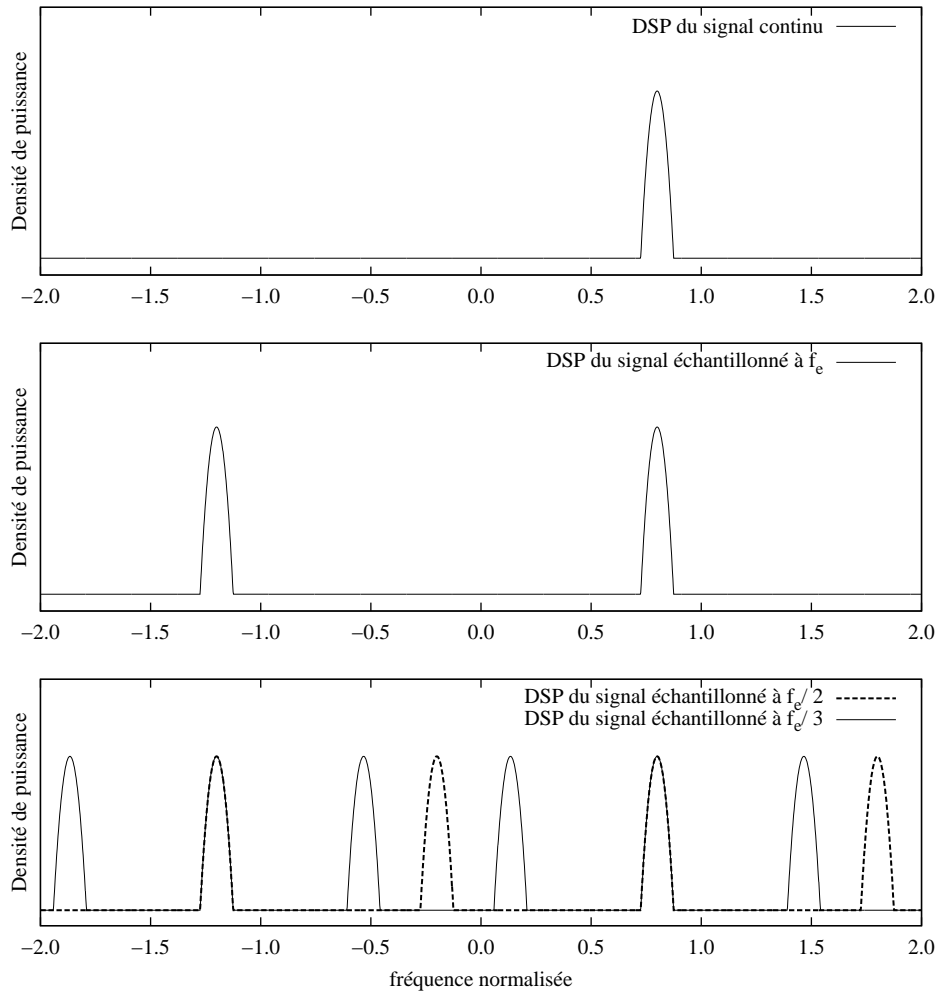 DSP du signal continu
Densité de puissance
−2.0 −1.5 −1.0 −0.5 0.0 0.5 1.0 1.5 2.0
DSP du signal échantillonné à f_e
Densité de puissance
−2.0 −1.5 −1.0 −0.5 0.0 0.5 1.0 1.5 2.0
DSP du signal échantillonné à f_e/ 2
DSP du signal échantillonné à f_e/ 3
Densité de puissance
−2.0 −1.5 −1.0 −0.5 0.0 0.5 1.0 1.5 2.0
fréquence normalisée